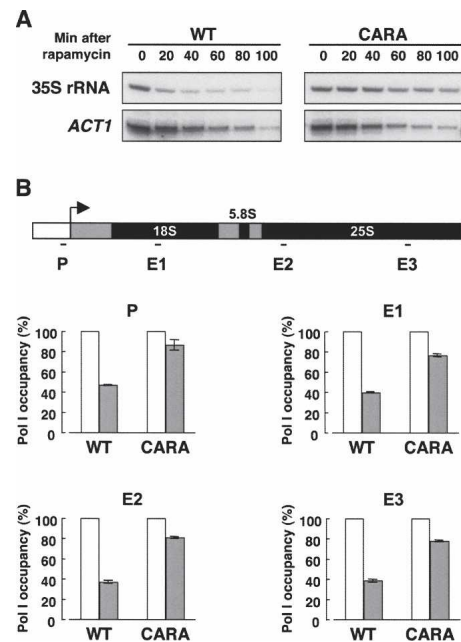 A
Min after rapamycin
WT
CARA
0 20 40 60 80 100
0 20 40 60 80 100
35S rRNA
ACT1
B
5.8S
18S
25S
P
E1
E2
E3
P
Pol I occupancy (%)
100
80
60
40
20
0
WT
CARA
E1
Pol I occupancy (%)
100
80
60
40
20
0
WT
CARA
E2
Pol I occupancy (%)
100
80
60
40
20
0
WT
CARA
E3
Pol I occupancy (%)
100
80
60
40
20
0
WT
CARA